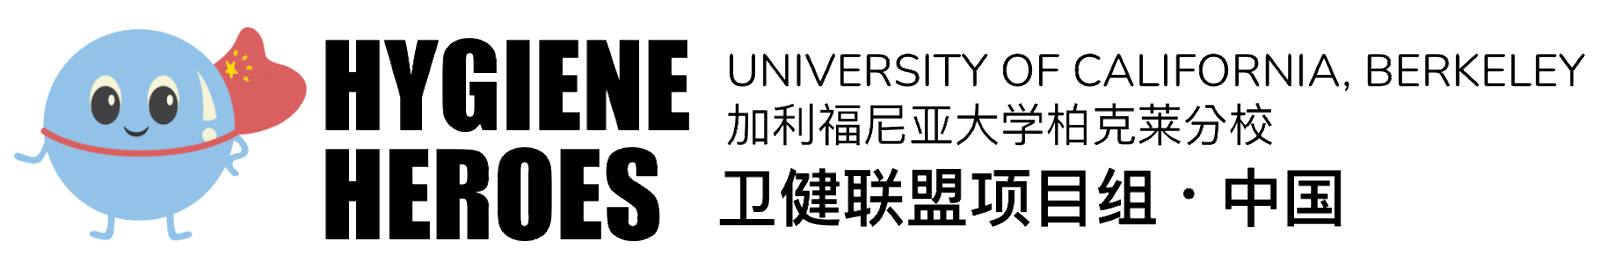 HYGIENE
HEROES
UNIVERSITY OF CALIFORNIA, BERKELEY
加利福尼亚大学柏克莱分校
卫健联盟项目组·中国